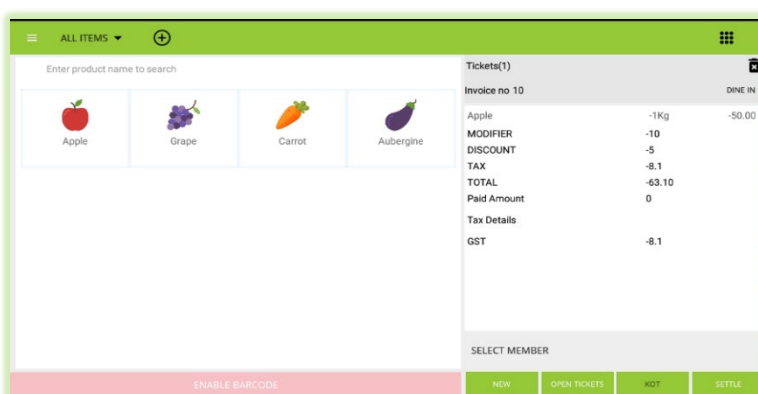 ALL ITEMS
Enter product name to search
Apple
Grape
Carrot
Aubergine
ENABLE BARCODE
Tickets(1)
Invoice no 10 DINE IN
Apple -1Kg -50.00
MODIFIER -10
DISCOUNT -5
TAX -8.1
TOTAL -63.10
Paid Amount 0
Tax Details
GST -8.1
SELECT MEMBER
NEW OPEN TICKETS KOT SETTLE